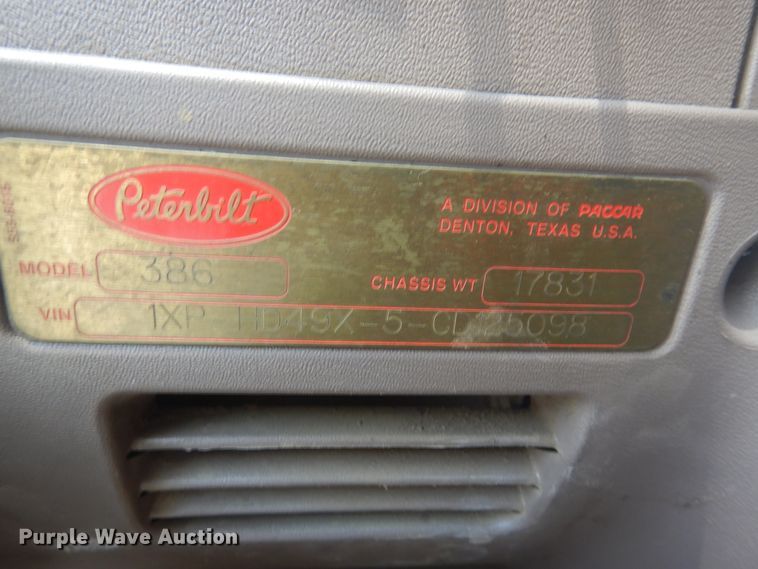 Peterbilt
A DIVISION OF PACCAR
DENTON, TEXAS U.S.A.
MODEL 386
CHASSIS WT 17831
VIN
Purple Wave Auction®